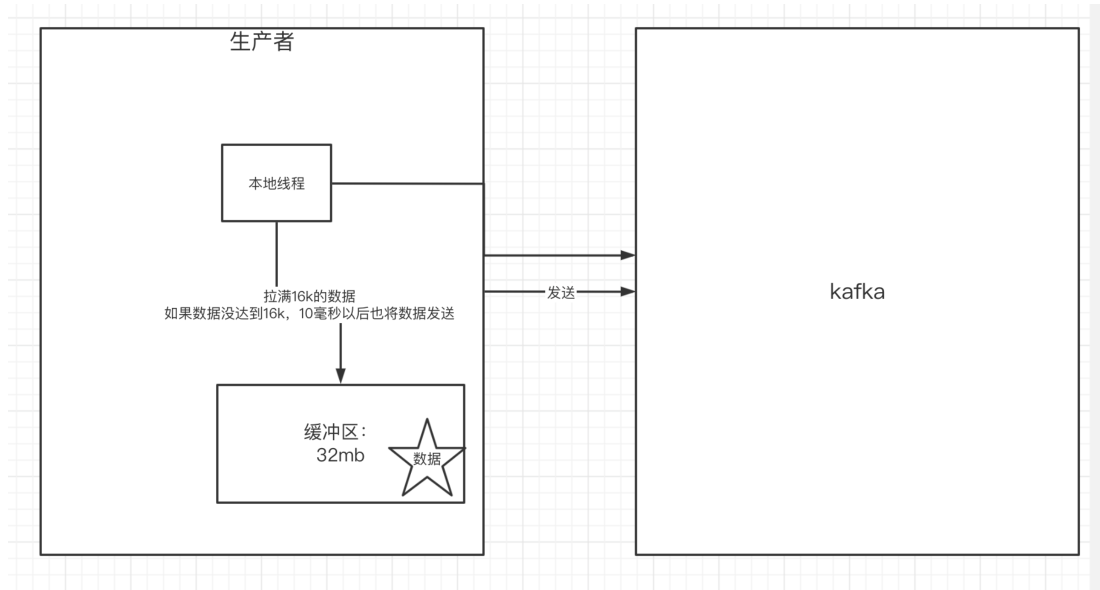 生产者
本地线程
拉满16k的数据
如果数据没达到16k，10毫秒以后也将数据发送
发送
kafka
缓冲区：
32mb
数据